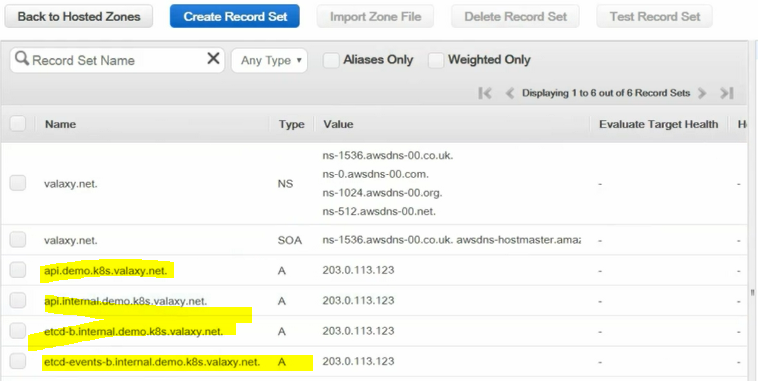 Back to Hosted Zones Create Record Set Import Zone File Delete Record Set Test Record Set
Record Set Name Any Type Aliases Only Weighted Only
Displaying 1 to 6 out of 6 Record Sets
Name Type Value Evaluate Target Health H
valaxy.net. NS ns-1536.awsdns-00.co.uk.
ns-0.awsdns-00.com.
ns-1024.awsdns-00.org.
ns-512.awsdns-00.net.
- -
valaxy.net. SOA ns-1536.awsdns-00.co.uk. awsdns-hostmaster.amaz - -
api.demo.k8s.valaxy.net. A 203.0.113.123 - -
api.internal.demo.k8s.valaxy.net. A 203.0.113.123 - -
etcd-b.internal.demo.k8s.valaxy.net. A 203.0.113.123 - -
etcd-events-b.internal.demo.k8s.valaxy.net. A 203.0.113.123 - -